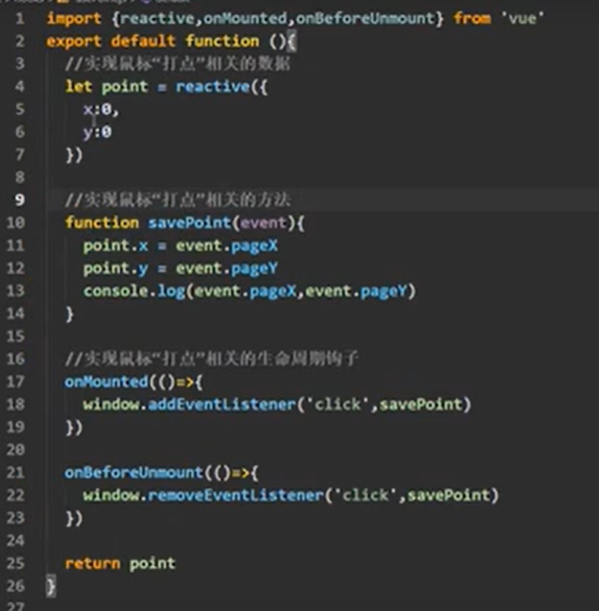 1 import {reactive,onMounted,onBeforeUnmount} from 'vue'
2 export default function (){
3 //实现鼠标“打点”相关的数据
4 let point = reactive({
5 x:0,
6 y:0
7 })
8
9 //实现鼠标“打点”相关的方法
10 function savePoint(event){
11 point.x = event.pageX
12 point.y = event.pageY
13 console.log(event.pageX,event.pageY)
14 }
15
16 //实现鼠标“打点”相关的生命周期钩子
17 onMounted(()=>{
18 window.addEventListener('click',savePoint)
19 })
20
21 onBeforeUnmount(()=>{
22 window.removeEventListener('click',savePoint)
23 })
24
25 return point
26 }
27